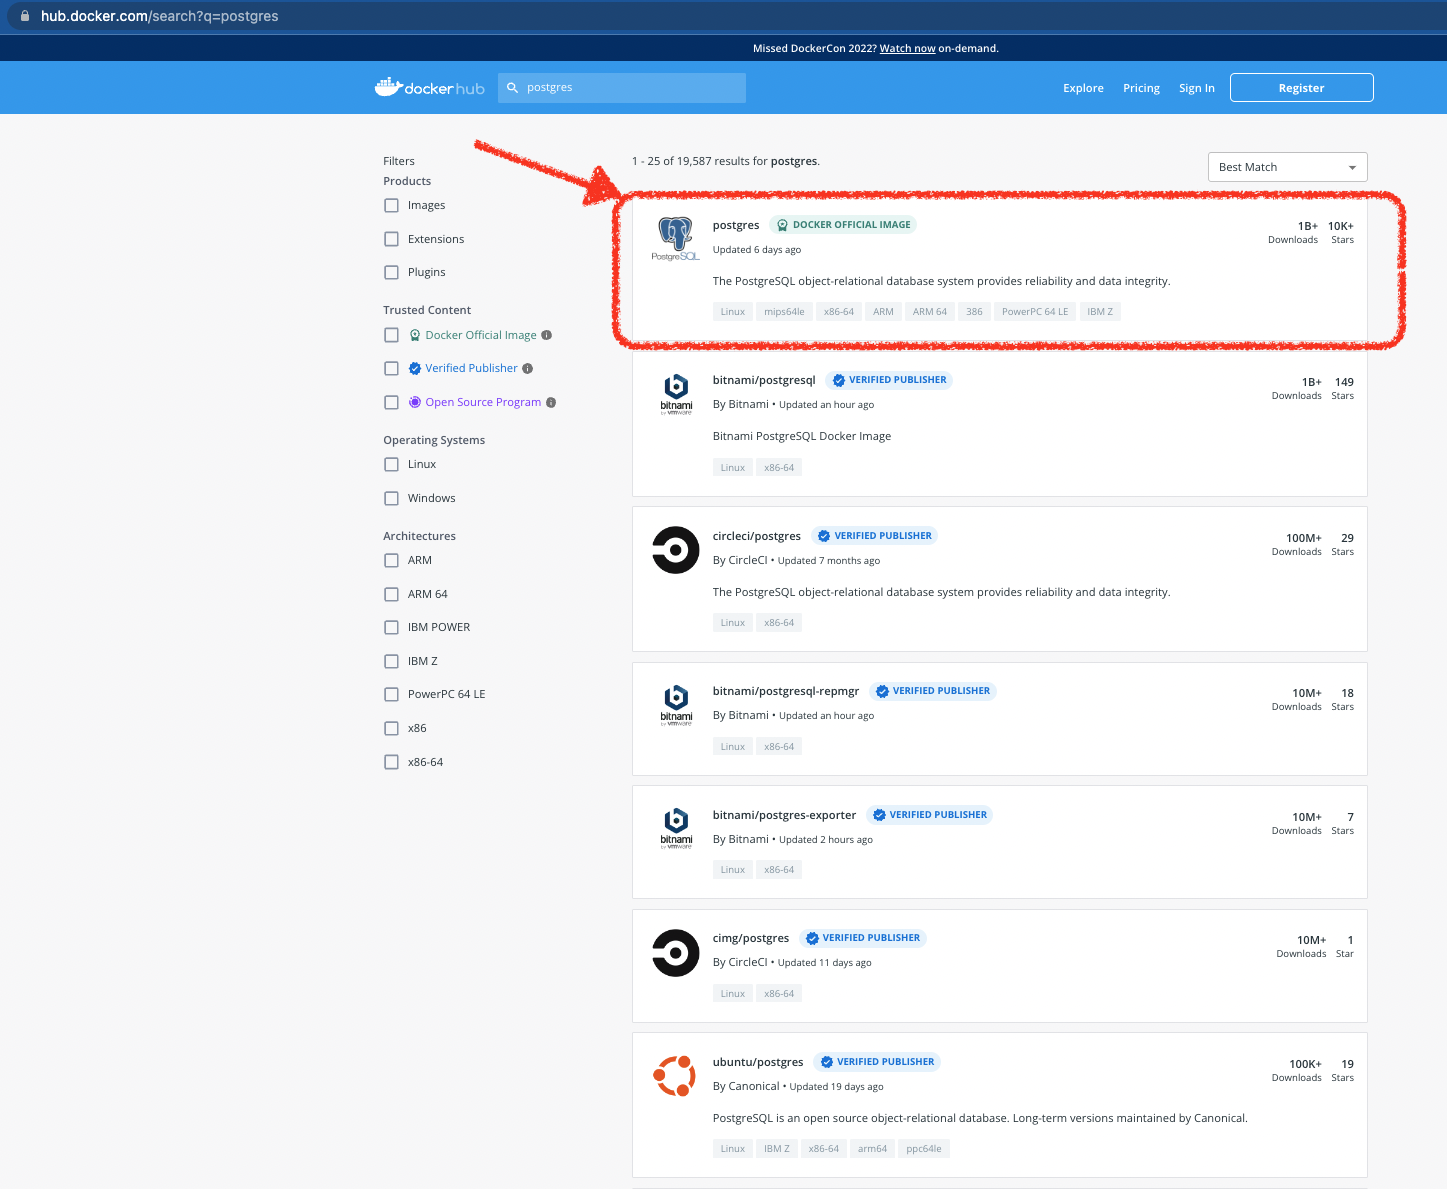 hub.docker.com/search?q=postgres
Missed DockerCon 2022? Watch now on-demand.
docker hub
postgres
Explore
Pricing
Sign In
Register
Filters
Products
Images
Extensions
Plugins
Trusted Content
Docker Official Image
Verified Publisher
Open Source Program
Operating Systems
Linux
Windows
Architectures
ARM
ARM 64
IBM POWER
IBM Z
PowerPC 64 LE
x86
x86-64
1 - 25 of 19,587 results for postgres.
Best Match
PostgreSQL
postgres DOCKER OFFICIAL IMAGE
1B+ 10K+
Downloads Stars
Updated 6 days ago
The PostgreSQL object-relational database system provides reliability and data integrity.
Linux mips64le x86-64 ARM ARM 64 386 PowerPC 64 LE IBM Z
bitnami
by vmware
bitnami/postgresql VERIFIED PUBLISHER
1B+ 149
Downloads Stars
By Bitnami • Updated an hour ago
Bitnami PostgreSQL Docker Image
Linux x86-64
circleci/postgres VERIFIED PUBLISHER
100M+ 29
Downloads Stars
By CircleCI • Updated 7 months ago
The PostgreSQL object-relational database system provides reliability and data integrity.
Linux x86-64
bitnami
by vmware
bitnami/postgresql-repmgr VERIFIED PUBLISHER
10M+ 18
Downloads Stars
By Bitnami • Updated an hour ago
Linux x86-64
bitnami
by vmware
bitnami/postgres-exporter VERIFIED PUBLISHER
10M+ 7
Downloads Stars
By Bitnami • Updated 2 hours ago
Linux x86-64
cimg/postgres VERIFIED PUBLISHER
10M+ 1
Downloads Star
By CircleCI • Updated 11 days ago
Linux x86-64
ubuntu/postgres VERIFIED PUBLISHER
100K+ 19
Downloads Stars
By Canonical • Updated 19 days ago
PostgreSQL is an open source object-relational database. Long-term versions maintained by Canonical.
Linux IBM Z x86-64 arm64 ppc64le